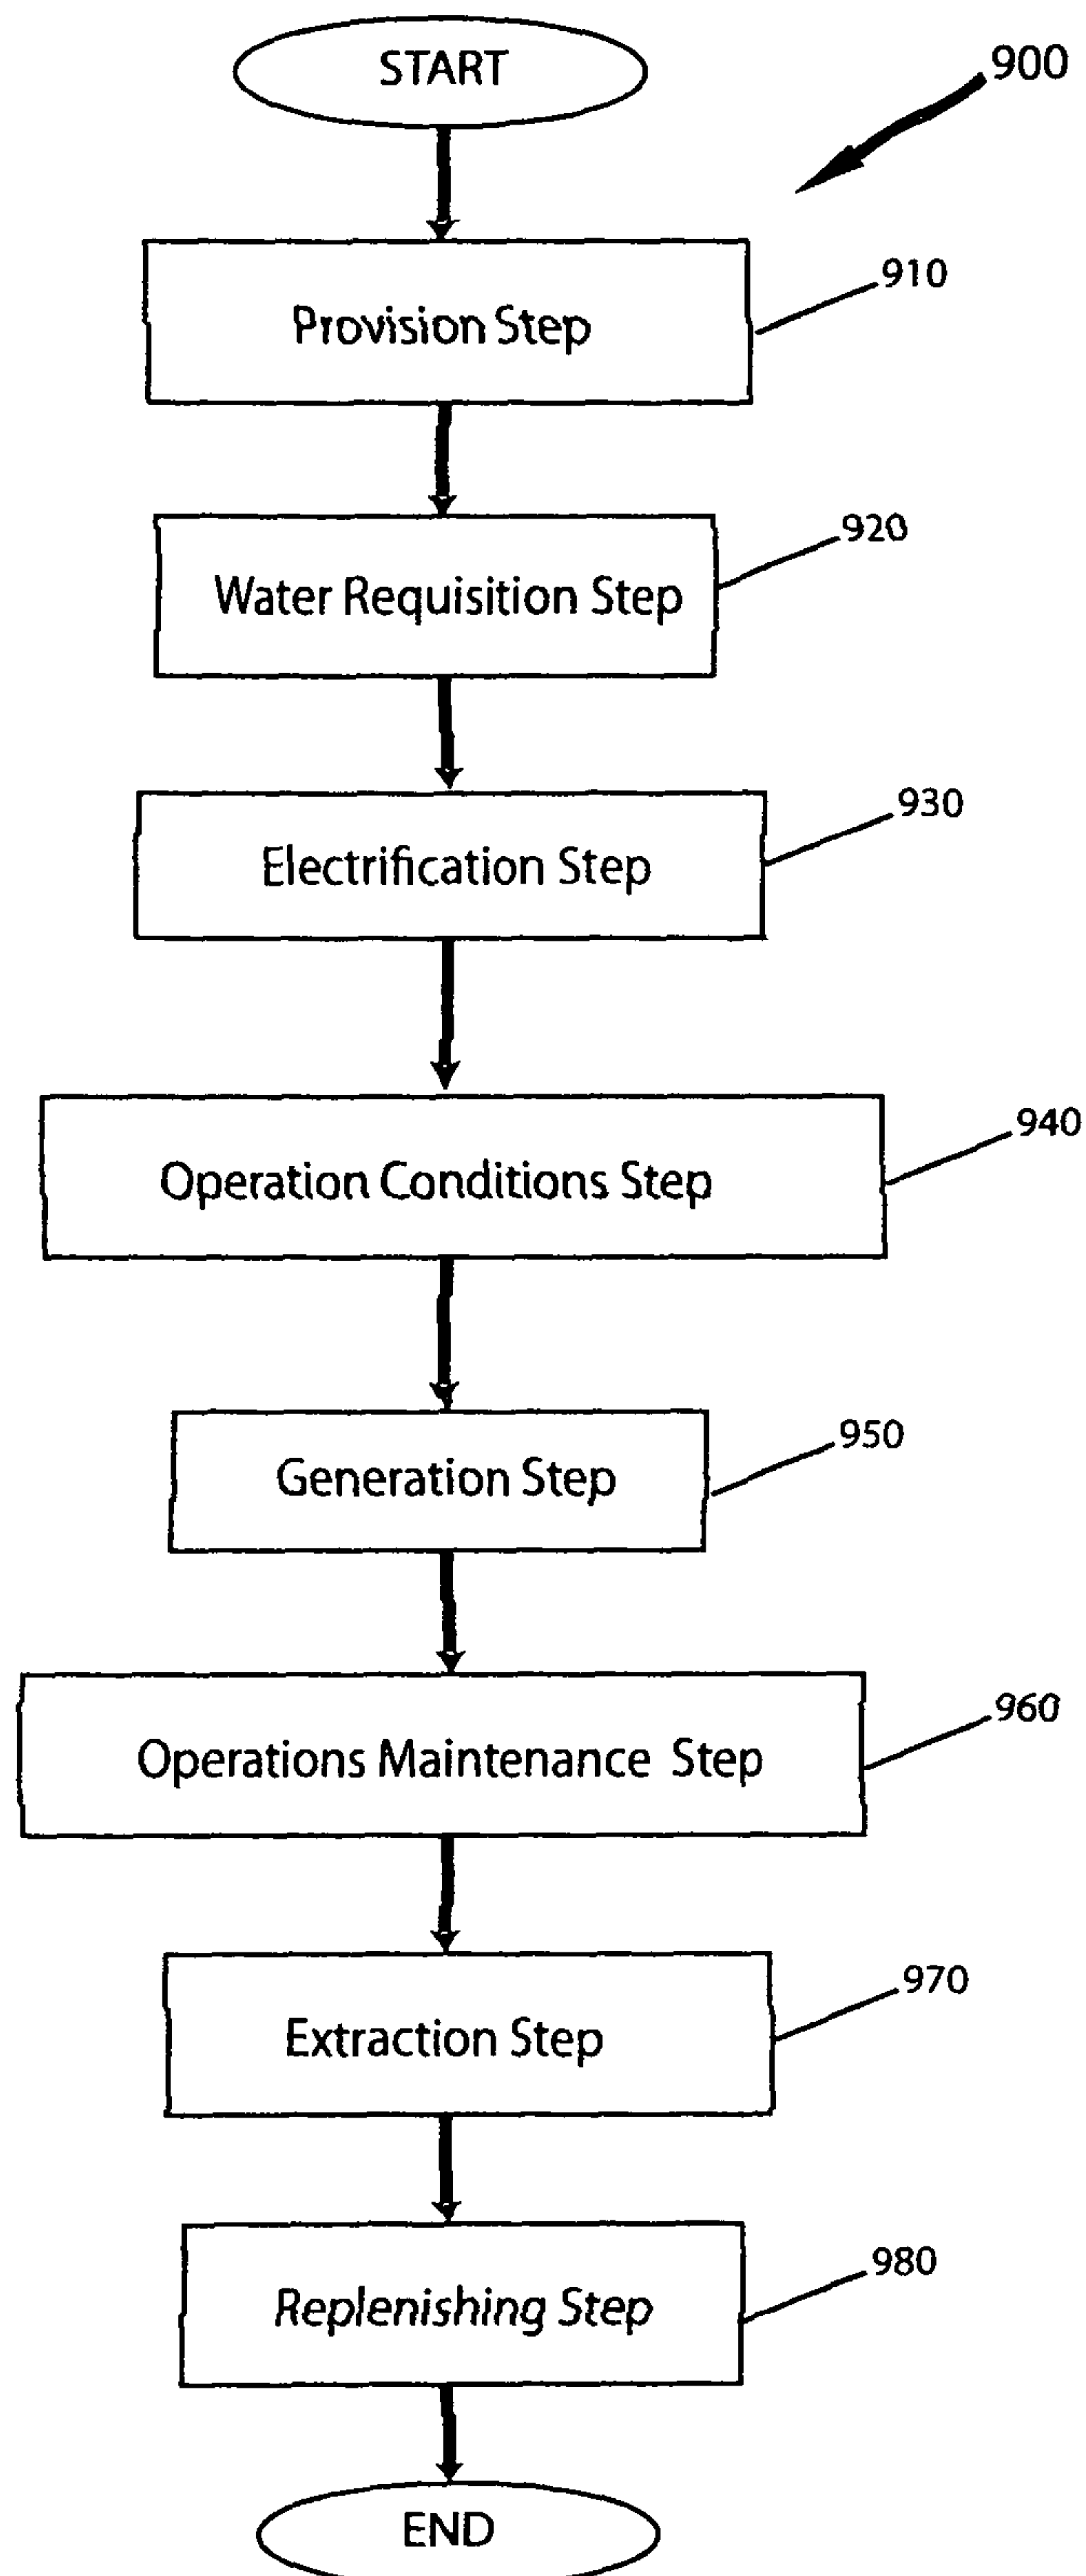 START
900
910
Provision Step
920
Water Requisition Step
930
Electrification Step
940
Operation Conditions Step
950
Generation Step
960
Operations Maintenance Step
970
Extraction Step
980
Replenishing Step
END